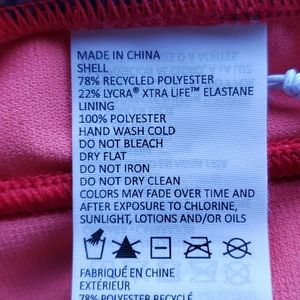 MADE IN CHINA
SHELL
78% RECYCLED POLYESTER
22% LYCRA® XTRA LIFE™ ELASTANE
LINING
100% POLYESTER
HAND WASH COLD
DO NOT BLEACH
DRY FLAT
DO NOT IRON
DO NOT DRY CLEAN
COLORS MAY FADE OVER TIME AND
AFTER EXPOSURE TO CHLORINE,
SUNLIGHT, LOTIONS AND/OR OILS
FABRIQUÉ EN CHINE
EXTÉRIEUR
78% POLYESTER RECYCLÉ